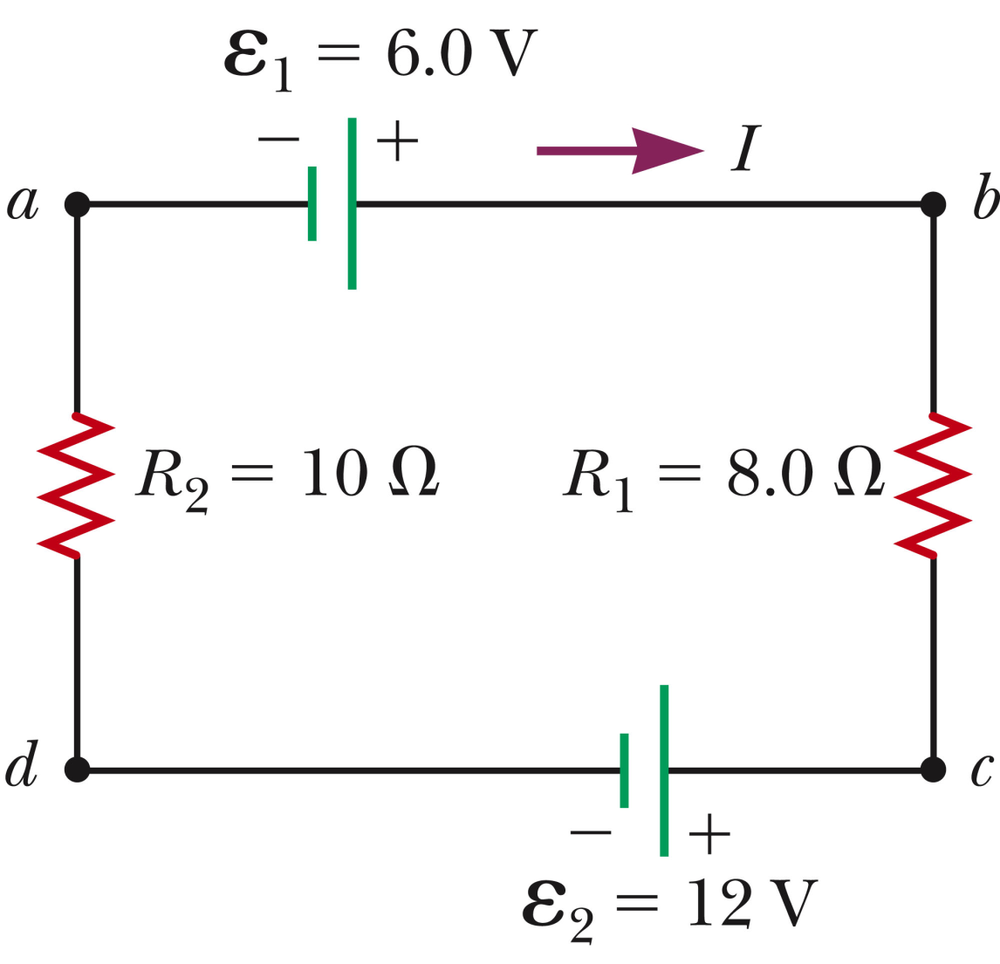 ε₁ = 6.0 V
− +
I
a
b
R₂ = 10 Ω
R₁ = 8.0 Ω
d
c
− +
ε₂ = 12 V